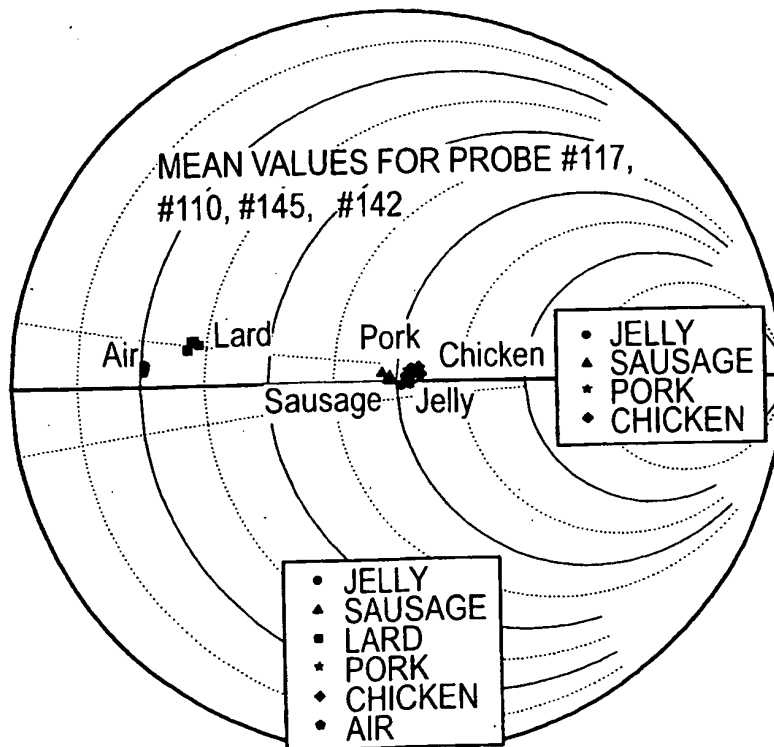 MEAN VALUES FOR PROBE #117,
#110, #145, #142
Air
Lard
Pork
Chicken
Sausage
Jelly
JELLY
SAUSAGE
PORK
CHICKEN
JELLY
SAUSAGE
LARD
PORK
CHICKEN
AIR